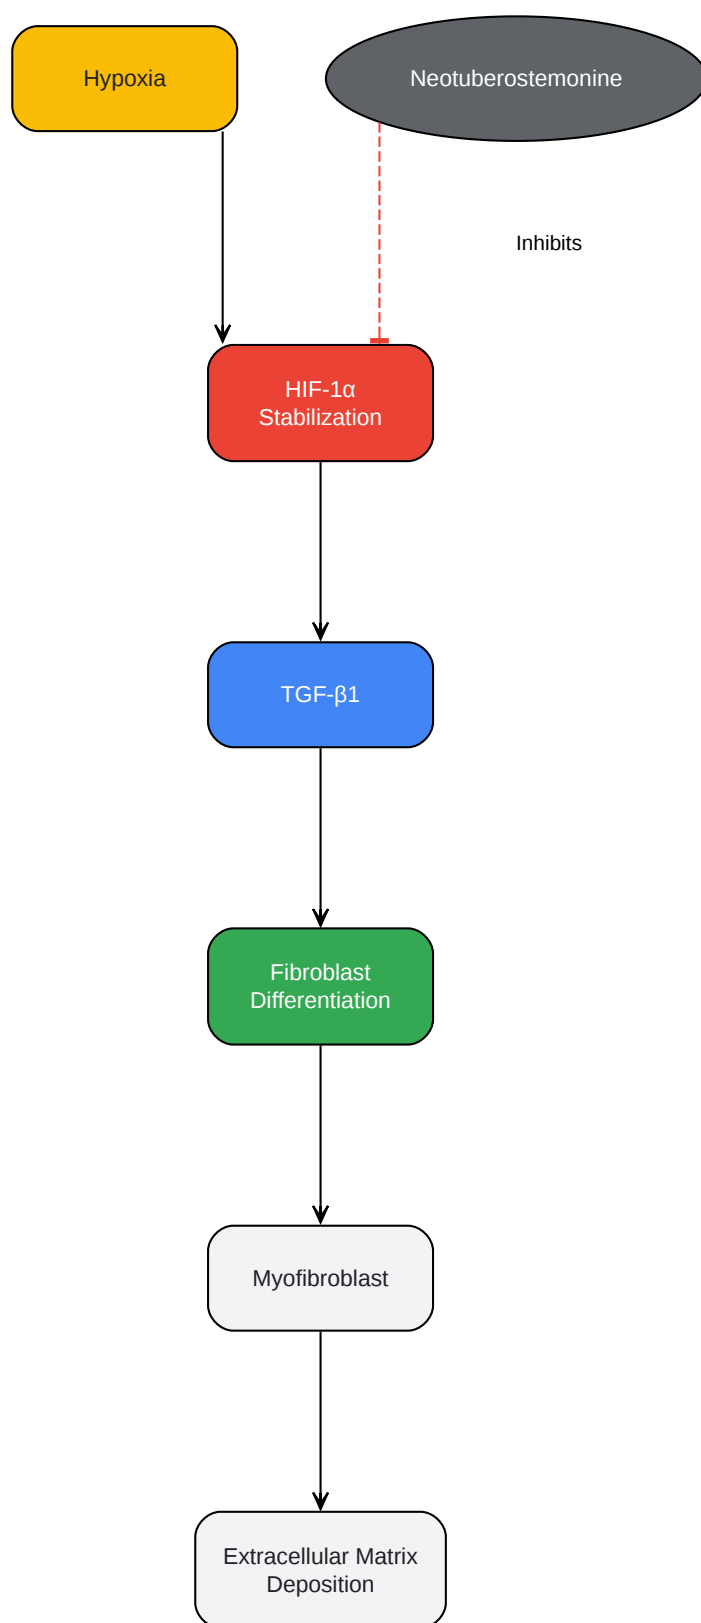 Hypoxia
Neotuberostemonine
Inhibits
HIF-1α
Stabilization
TGF-β1
Fibroblast
Differentiation
Myofibroblast
Extracellular Matrix
Deposition